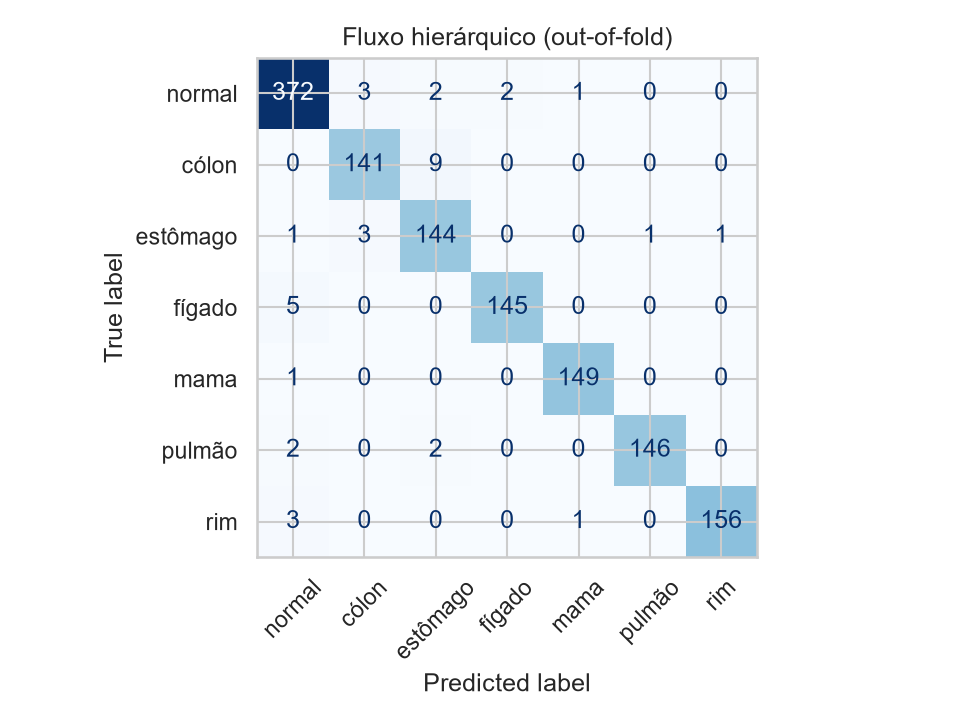 Fluxo hierárquico (out-of-fold)
True label
normal 372 3 2 2 1 0 0
cólon 0 141 9 0 0 0 0
estômago 1 3 144 0 0 1 1
fígado 5 0 0 145 0 0 0
mama 1 0 0 0 149 0 0
pulmão 2 0 2 0 0 146 0
rim 3 0 0 0 1 0 156
normal cólon estômago fígado mama pulmão rim
Predicted label